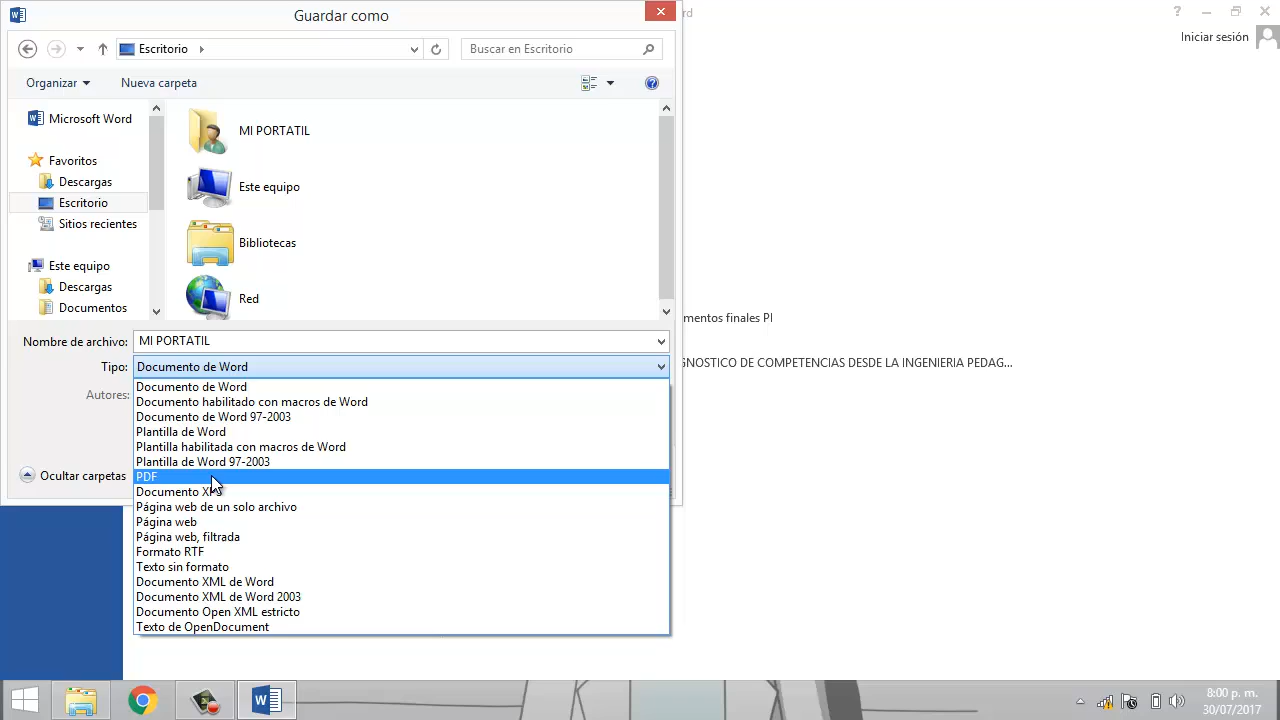 Guardar como
rd
Escritorio
Buscar en Escritorio
Iniciar sesión
Organizar
Nueva carpeta
Microsoft Word
Favoritos
Descargas
Escritorio
Sitios recientes
Este equipo
Descargas
Documentos
MI PORTATIL
Este equipo
Bibliotecas
Red
Nombre de archivo: MI PORTATIL
Tipo: Documento de Word
Autores:
Ocultar carpetas
Documento de Word
Documento habilitado con macros de Word
Documento de Word 97-2003
Plantilla de Word
Plantilla habilitada con macros de Word
Plantilla de Word 97-2003
PDF
Documento XPS
Página web de un solo archivo
Página web
Página web, filtrada
Formato RTF
Texto sin formato
Documento XML de Word
Documento XML de Word 2003
Documento Open XML estricto
Texto de OpenDocument
mentos finales PI
GNOSTICO DE COMPETENCIAS DESDE LA INGENIERIA PEDAG...
8:00 p. m.
30/07/2017